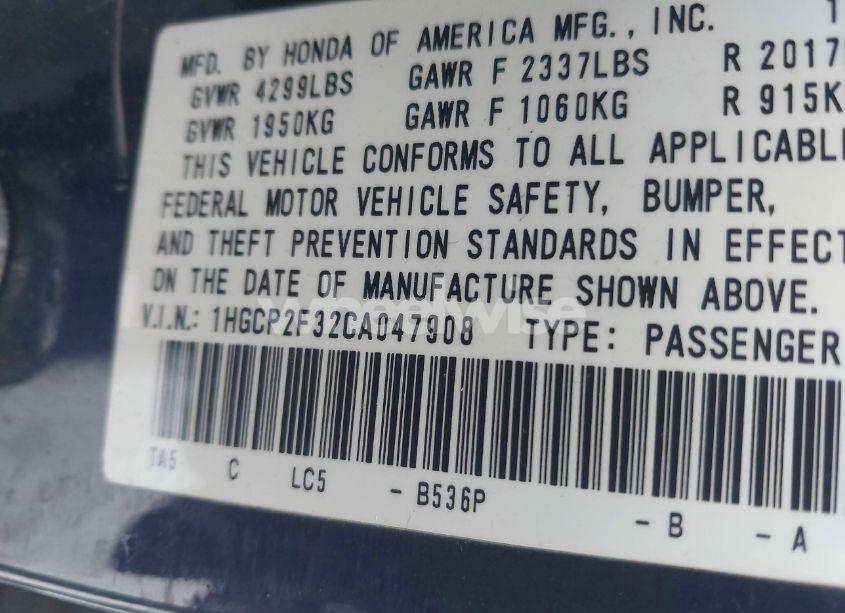 MFD. BY HONDA OF AMERICA MFG., INC. 1
GVWR 4299LBS GAWR F 2337LBS R 2017
GVWR 1950KG GAWR F 1060KG R 915K
THIS VEHICLE CONFORMS TO ALL APPLICABL
FEDERAL MOTOR VEHICLE SAFETY, BUMPER,
AND THEFT PREVENTION STANDARDS IN EFFECT
ON THE DATE OF MANUFACTURE SHOWN ABOVE.
wheelwise
V.I.N.: 1HGCP2F32CA047908 TYPE: PASSENGER
TA5 C LC5 - B536P - B - A